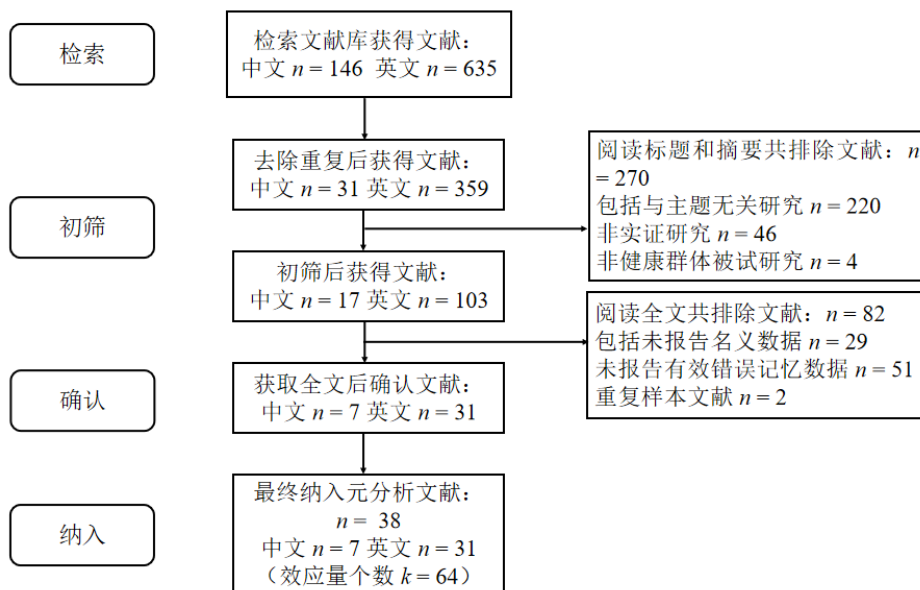 检索
检索文献库获得文献：
中文 n = 146 英文 n = 635
去除重复后获得文献：
中文 n = 31 英文 n = 359
阅读标题和摘要共排除文献：n
= 270
包括与主题无关研究 n = 220
非实证研究 n = 46
非健康群体被试研究 n = 4
初筛
初筛后获得文献：
中文 n = 17 英文 n = 103
阅读全文共排除文献：n = 82
包括未报告名义数据 n = 29
未报告有效错误记忆数据 n = 51
重复样本文献 n = 2
确认
获取全文后确认文献：
中文 n = 7 英文 n = 31
纳入
最终纳入元分析文献：
n = 38
中文 n = 7 英文 n = 31
（效应量个数 k = 64）